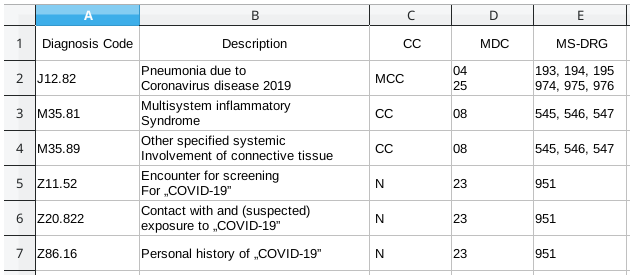 A B C D E
1 Diagnosis Code Description CC MDC MS-DRG
2 J12.82 Pneumonia due to MCC 04 193, 194, 195
Coronavirus disease 2019 25 974, 975, 976
3 M35.81 Multisystem inflammatory CC 08 545, 546, 547
Syndrome
4 M35.89 Other specified systemic CC 08 545, 546, 547
Involvement of connective tissue
5 Z11.52 Encounter for screening N 23 951
For „COVID-19”
6 Z20.822 Contact with and (suspected) N 23 951
exposure to „COVID-19”
7 Z86.16 Personal history of „COVID-19” N 23 951